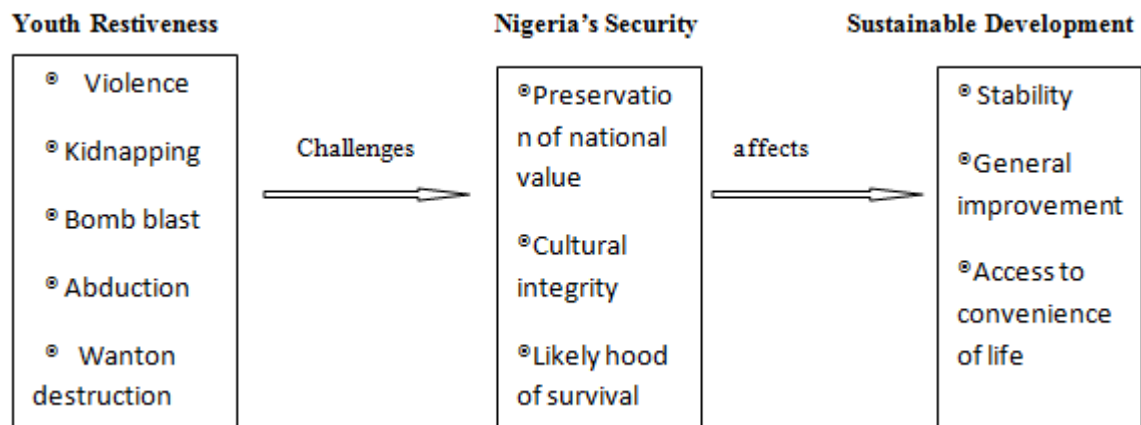 Youth Restiveness
® Violence
® Kidnapping
® Bomb blast
® Abduction
® Wanton
destruction
Challenges
Nigeria's Security
®Preservatio
n of national
value
®Cultural
integrity
®Likely hood
of survival
affects
Sustainable Development
® Stability
® General
improvement
®Access to
convenience
of life